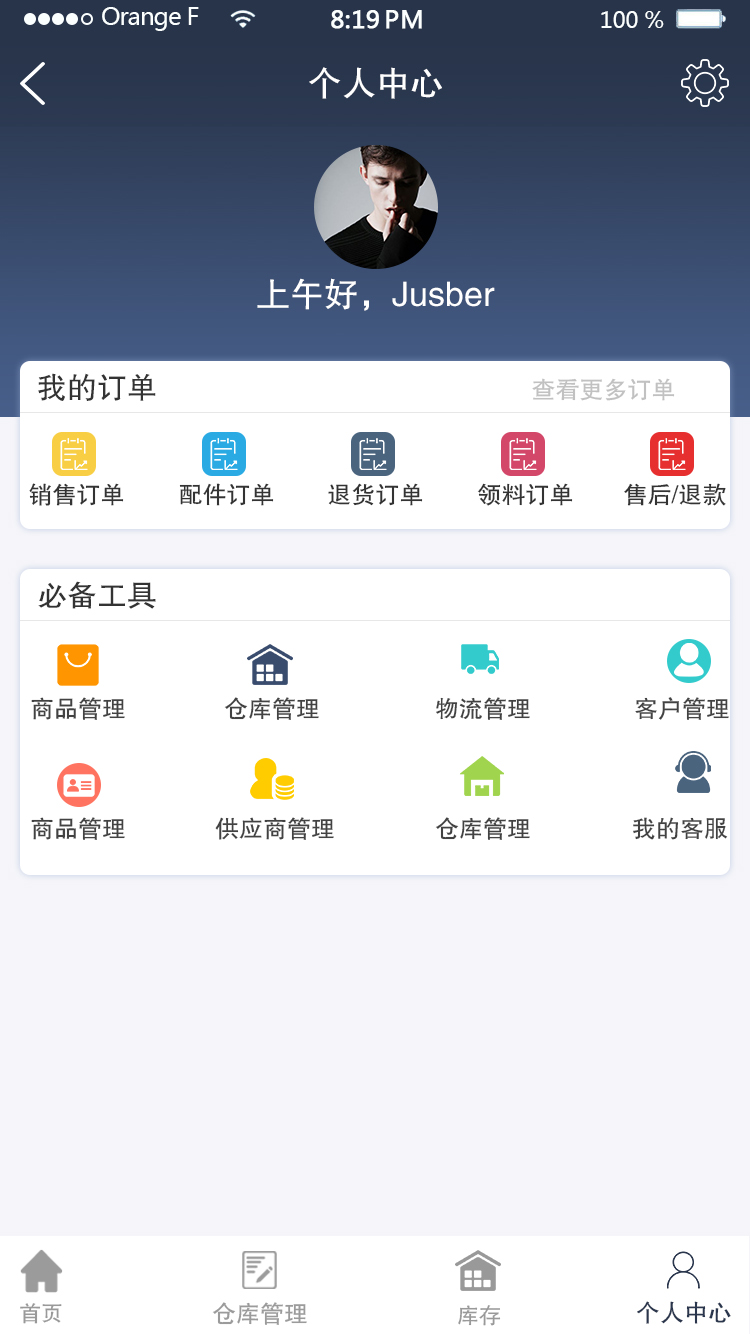 Orange F 8:19 PM 100 %
个人中心
上午好，Jusber
我的订单 查看更多订单
销售订单 配件订单 退货订单 领料订单 售后/退款
必备工具
商品管理 仓库管理 物流管理 客户管理
商品管理 供应商管理 仓库管理 我的客服
首页 仓库管理 库存 个人中心